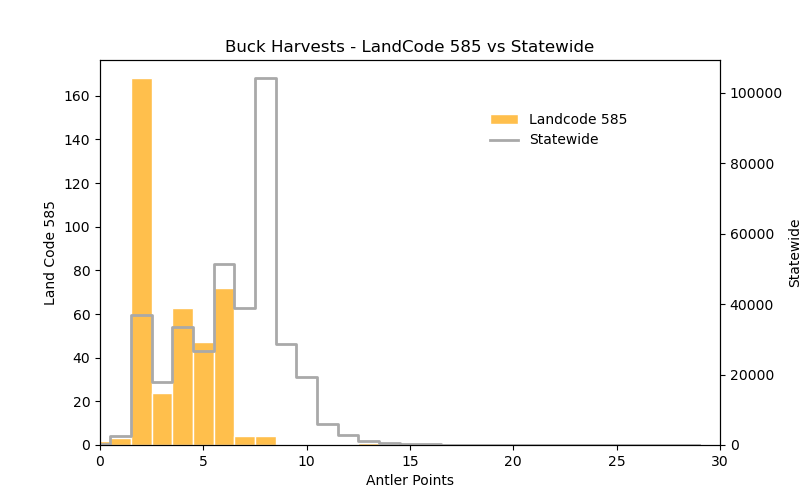 Buck Harvests - LandCode 585 vs Statewide
Land Code 585
160
140
120
100
80
60
40
20
0
Landcode 585
Statewide
100000
80000
60000
40000
20000
0
Statewide
0 5 10 15 20 25 30
Antler Points